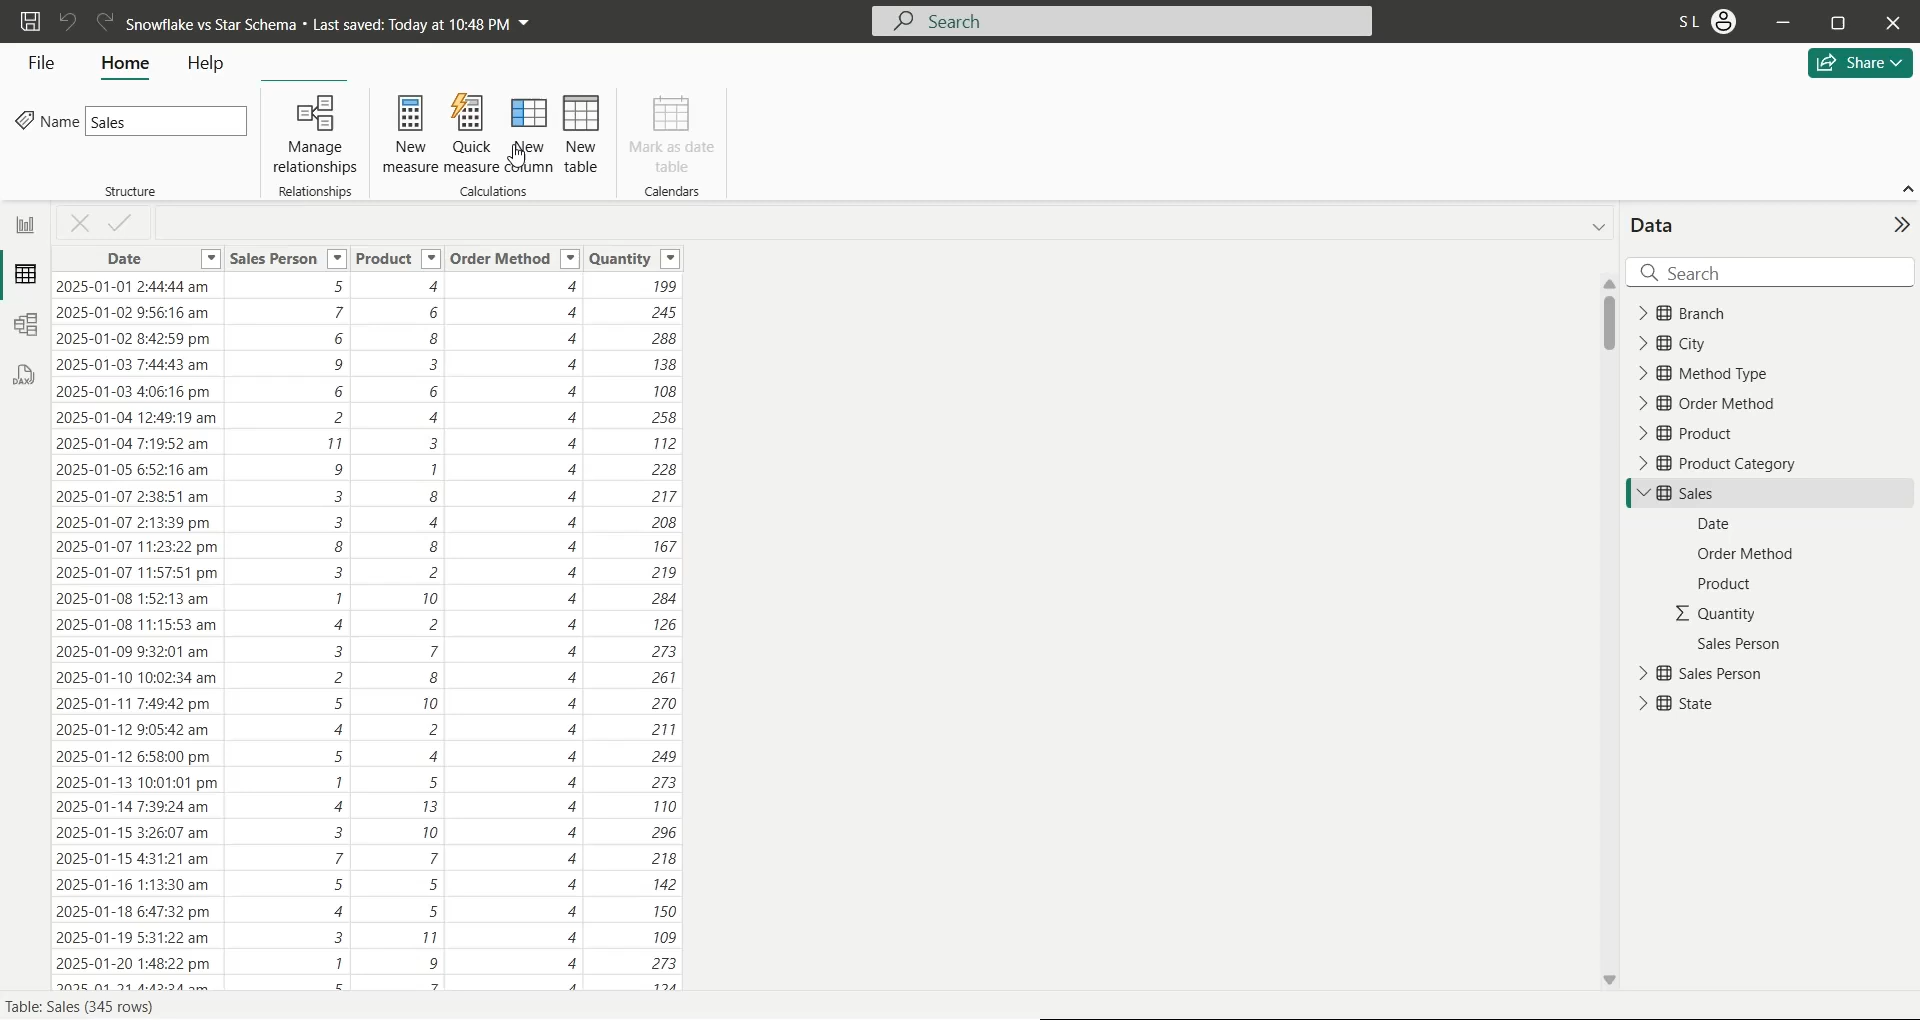 Snowflake vs Star Schema • Last saved: Today at 10:48 PM
Search
S L
File
Home
Help
Share
Name
Sales
Manage relationships
New measure
Quick measure
New column
New table
Mark as date table
Structure
Relationships
Calculations
Calendars
Data
Search
Date Sales Person Product Order Method Quantity
2025-01-01 2:44:44 am 5 4 4 199
2025-01-02 9:56:16 am 7 6 4 245
2025-01-02 8:42:59 pm 6 8 4 288
2025-01-03 7:44:43 am 9 3 4 138
2025-01-03 4:06:16 pm 6 6 4 108
2025-01-04 12:49:19 am 2 4 4 258
2025-01-04 7:19:52 am 11 3 4 112
2025-01-05 6:52:16 am 9 1 4 228
2025-01-07 2:38:51 am 3 8 4 217
2025-01-07 2:13:39 pm 3 4 4 208
2025-01-07 11:23:22 pm 8 8 4 167
2025-01-07 11:57:51 pm 3 2 4 219
2025-01-08 1:52:13 am 1 10 4 284
2025-01-08 11:15:53 am 4 2 4 126
2025-01-09 9:32:01 am 3 7 4 273
2025-01-10 10:02:34 am 2 8 4 261
2025-01-11 7:49:42 pm 5 10 4 270
2025-01-12 9:05:42 am 4 2 4 211
2025-01-12 6:58:00 pm 5 4 4 249
2025-01-13 10:01:01 pm 1 5 4 273
2025-01-14 7:39:24 am 4 13 4 110
2025-01-15 3:26:07 am 3 10 4 296
2025-01-15 4:31:21 am 7 7 4 218
2025-01-16 1:13:30 am 5 5 4 142
2025-01-18 6:47:32 pm 4 5 4 150
2025-01-19 5:31:22 am 3 11 4 109
2025-01-20 1:48:22 pm 1 9 4 273
2025-01-21 4:43:34 am 5 7 4 124
Branch
City
Method Type
Order Method
Product
Product Category
Sales
Date
Order Method
Product
Σ Quantity
Sales Person
Sales Person
State
DAX
Table: Sales (345 rows)